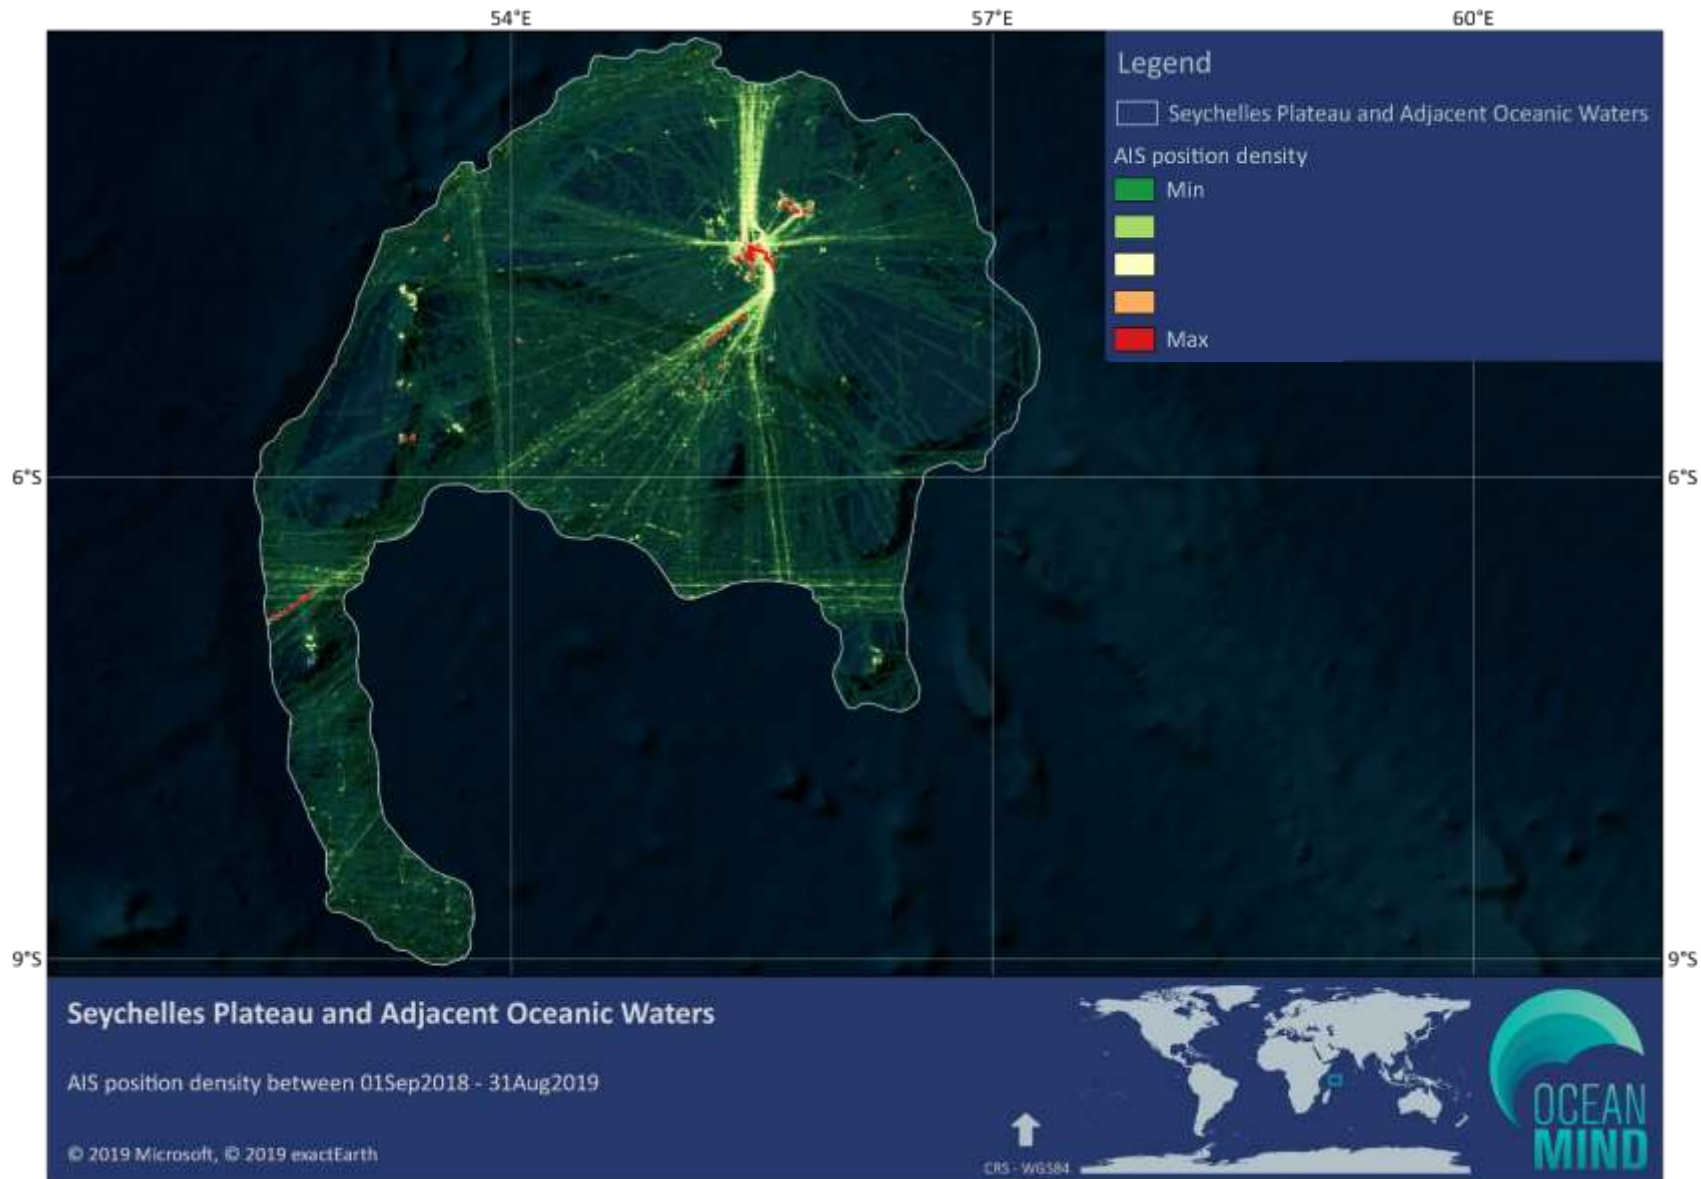 54°E 57°E 60°E
Legend
Seychelles Plateau and Adjacent Oceanic Waters
AIS position density
Min
Max
6°S 6°S
9°S 9°S
Seychelles Plateau and Adjacent Oceanic Waters
AIS position density between 01Sep2018 - 31Aug2019
© 2019 Microsoft, © 2019 exactEarth
CRS - WGS84
OCEAN
MIND